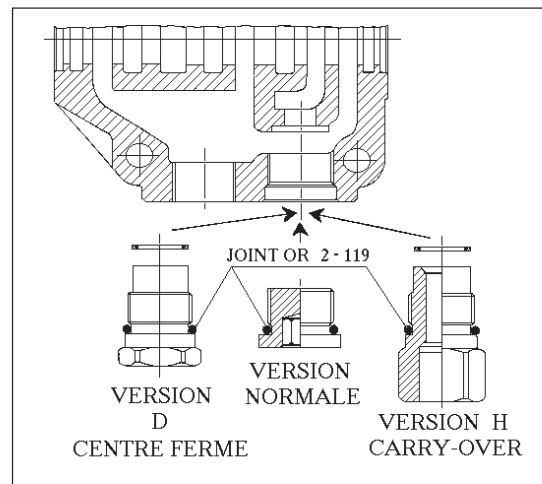 JOINT OR 2 - 119
VERSION
D
CENTRE FERME
VERSION
NORMALE
VERSION H
CARRY-OVER